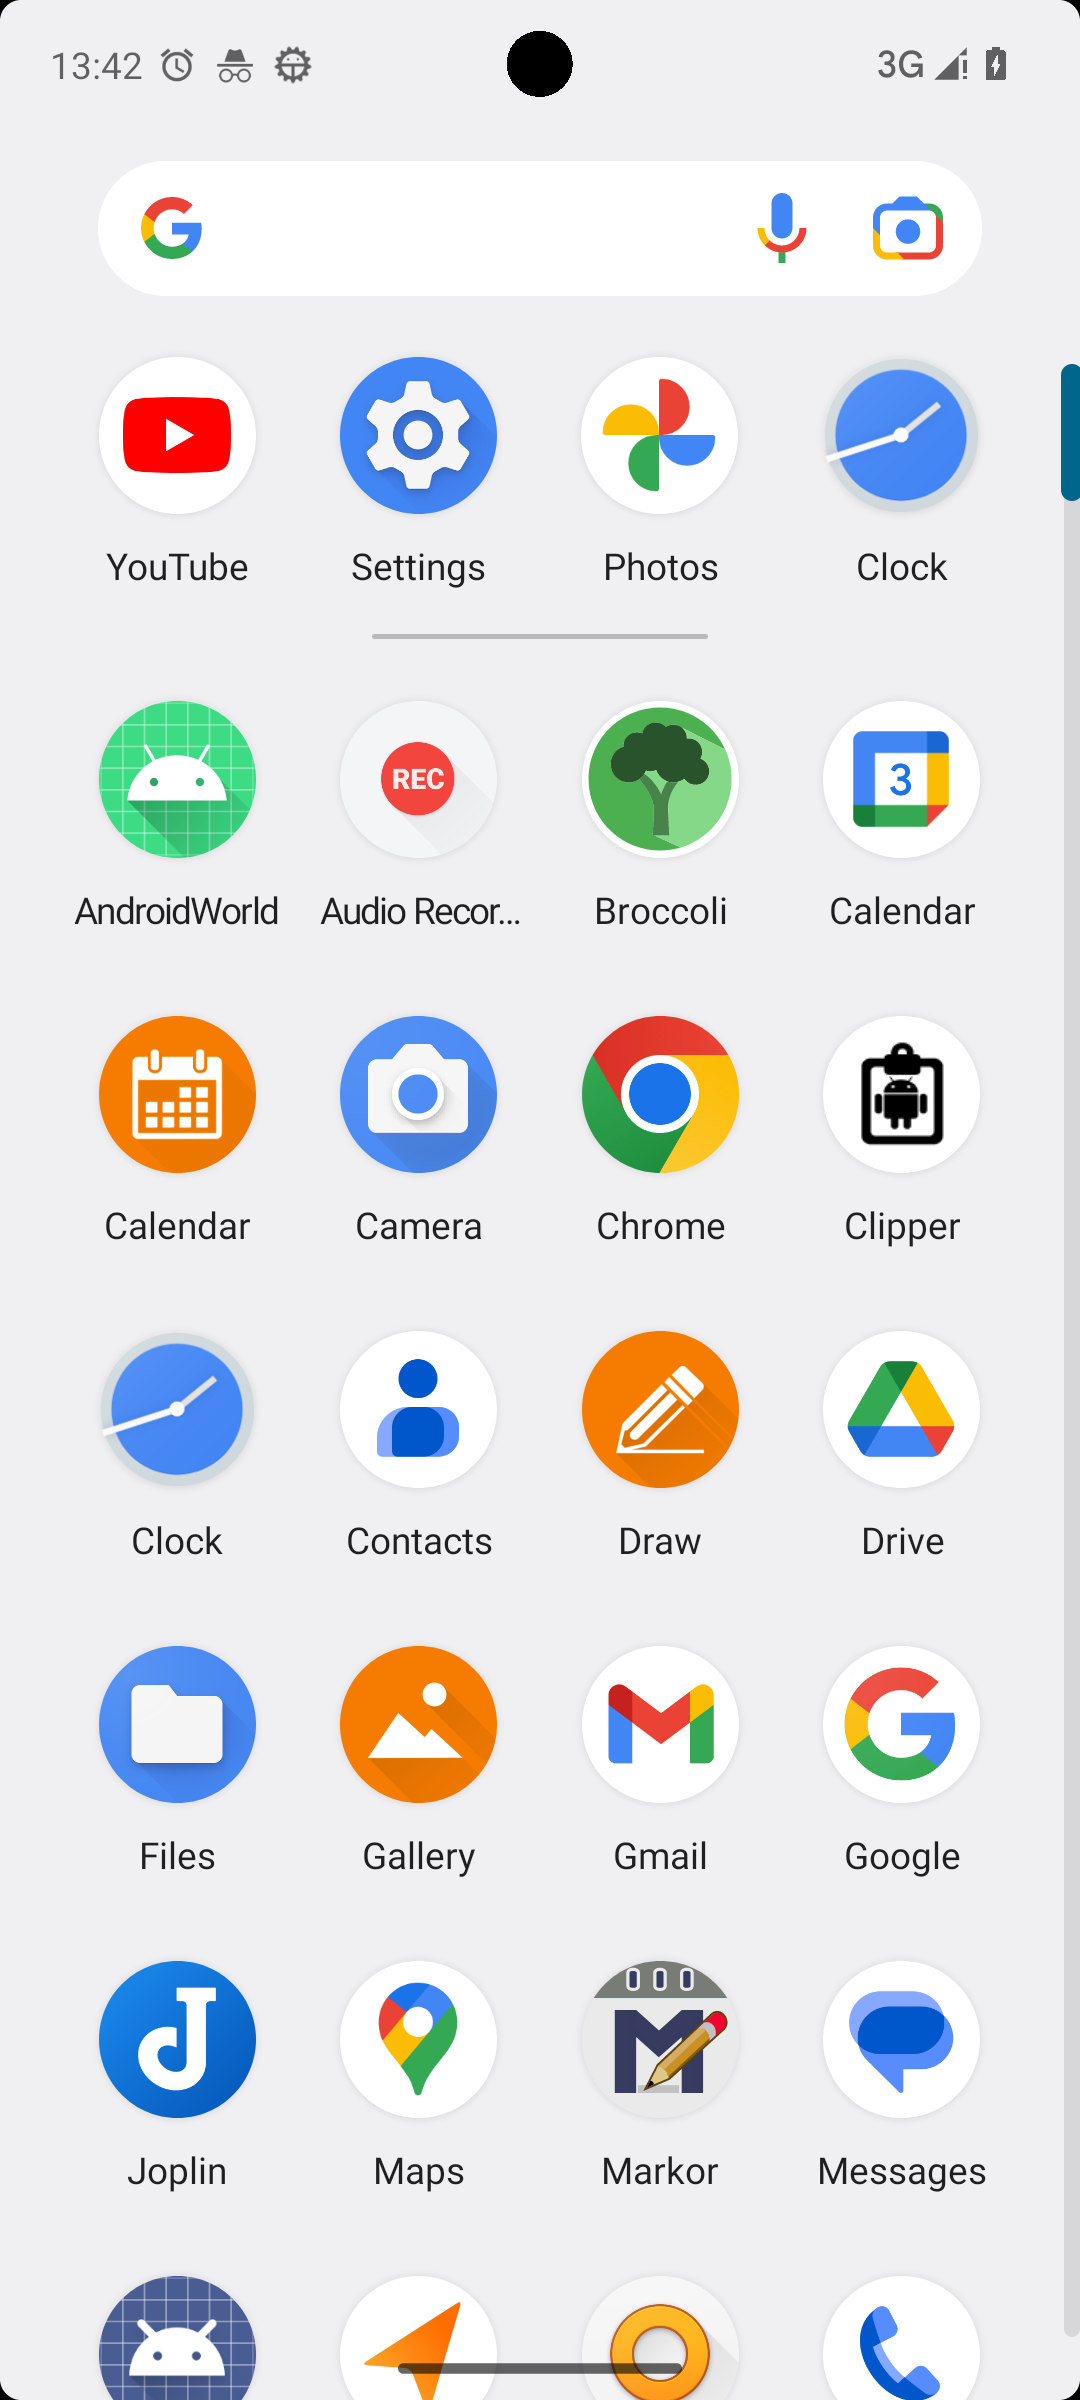 13:42 3G
YouTube Settings Photos Clock
REC
3
AndroidWorld Audio Recor... Broccoli Calendar
Calendar Camera Chrome Clipper
Clock Contacts Draw Drive
Files Gallery Gmail Google
Joplin Maps Markor Messages